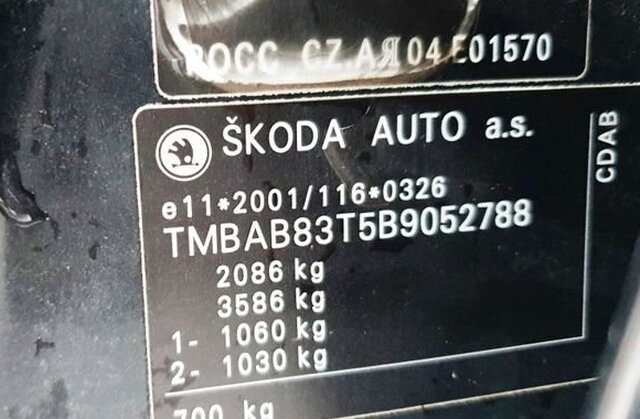 РОСС CZ.АЯ04 Е01570
ŠKODA AUTO a.s.
e11*2001/116*0326
TMBAB83T5B9052788
2086 kg
3586 kg
1- 1060 kg
2- 1030 kg
700 kg
CDAB